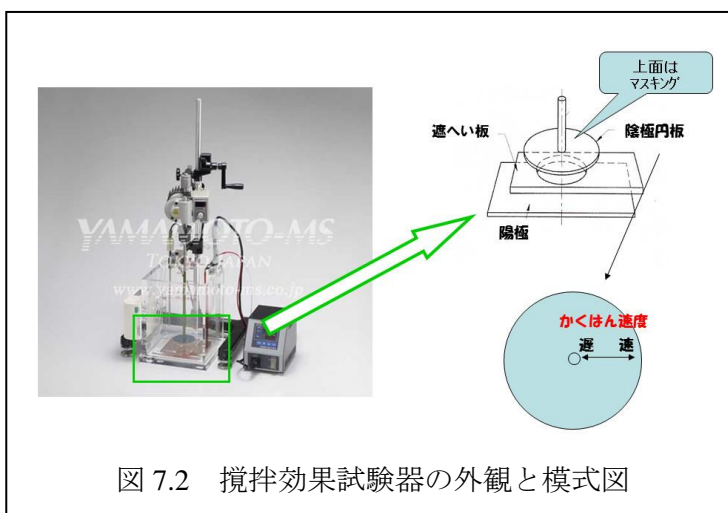 上面は
マスキング
遮へい板
陰極円板
陽極
YAMAMOTO-MS
TOKYO JAPAN
www.yamamoto-ms.co.jp
かくはん速度
遅 速
図 7.2 撹拌効果試験器の外観と模式図